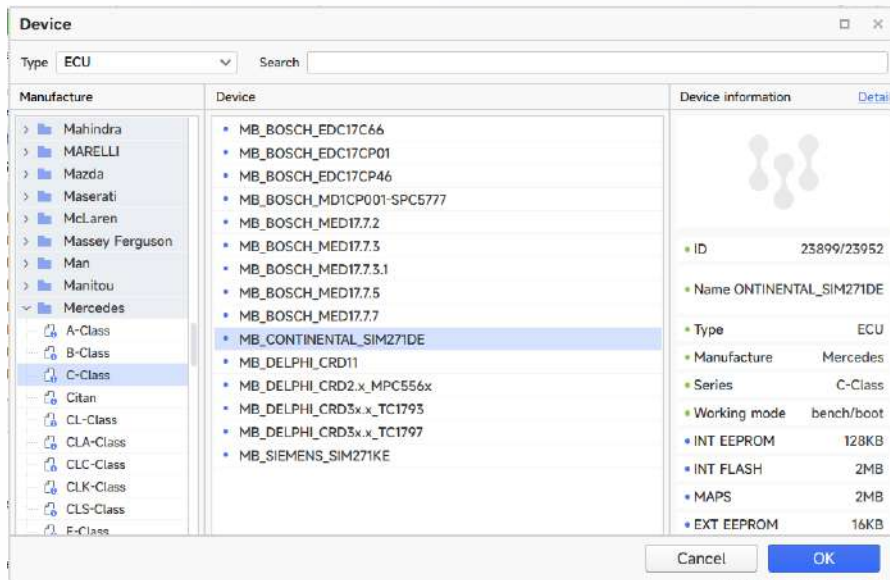 Device
Type ECU Search
Manufacture
Mahindra
MARELLI
Mazda
Maserati
McLaren
Massey Ferguson
Man
Manitou
Mercedes
A-Class
B-Class
C-Class
Citan
CL-Class
CLA-Class
CLC-Class
CLK-Class
CLS-Class
E-Class
Device
MB_BOSCH_EDC17C66
MB_BOSCH_EDC17CP01
MB_BOSCH_EDC17CP46
MB_BOSCH_MD1CP001-SPC5777
MB_BOSCH_MED17.7.2
MB_BOSCH_MED17.7.3
MB_BOSCH_MED17.7.3.1
MB_BOSCH_MED17.7.5
MB_BOSCH_MED17.7.7
MB_CONTINENTAL_SIM271DE
MB_DELPHI_CRD11
MB_DELPHI_CRD2.x_MPC556x
MB_DELPHI_CRD3x.x_TC1793
MB_DELPHI_CRD3x.x_TC1797
MB_SIEMENS_SIM271KE
Device information Detai
ID 23899/23952
Name ONTINENTAL_SIM271DE
Type ECU
Manufacture Mercedes
Series C-Class
Working mode bench/boot
INT EEPROM 128KB
INT FLASH 2MB
MAPS 2MB
EXT EEPROM 16KB
Cancel OK